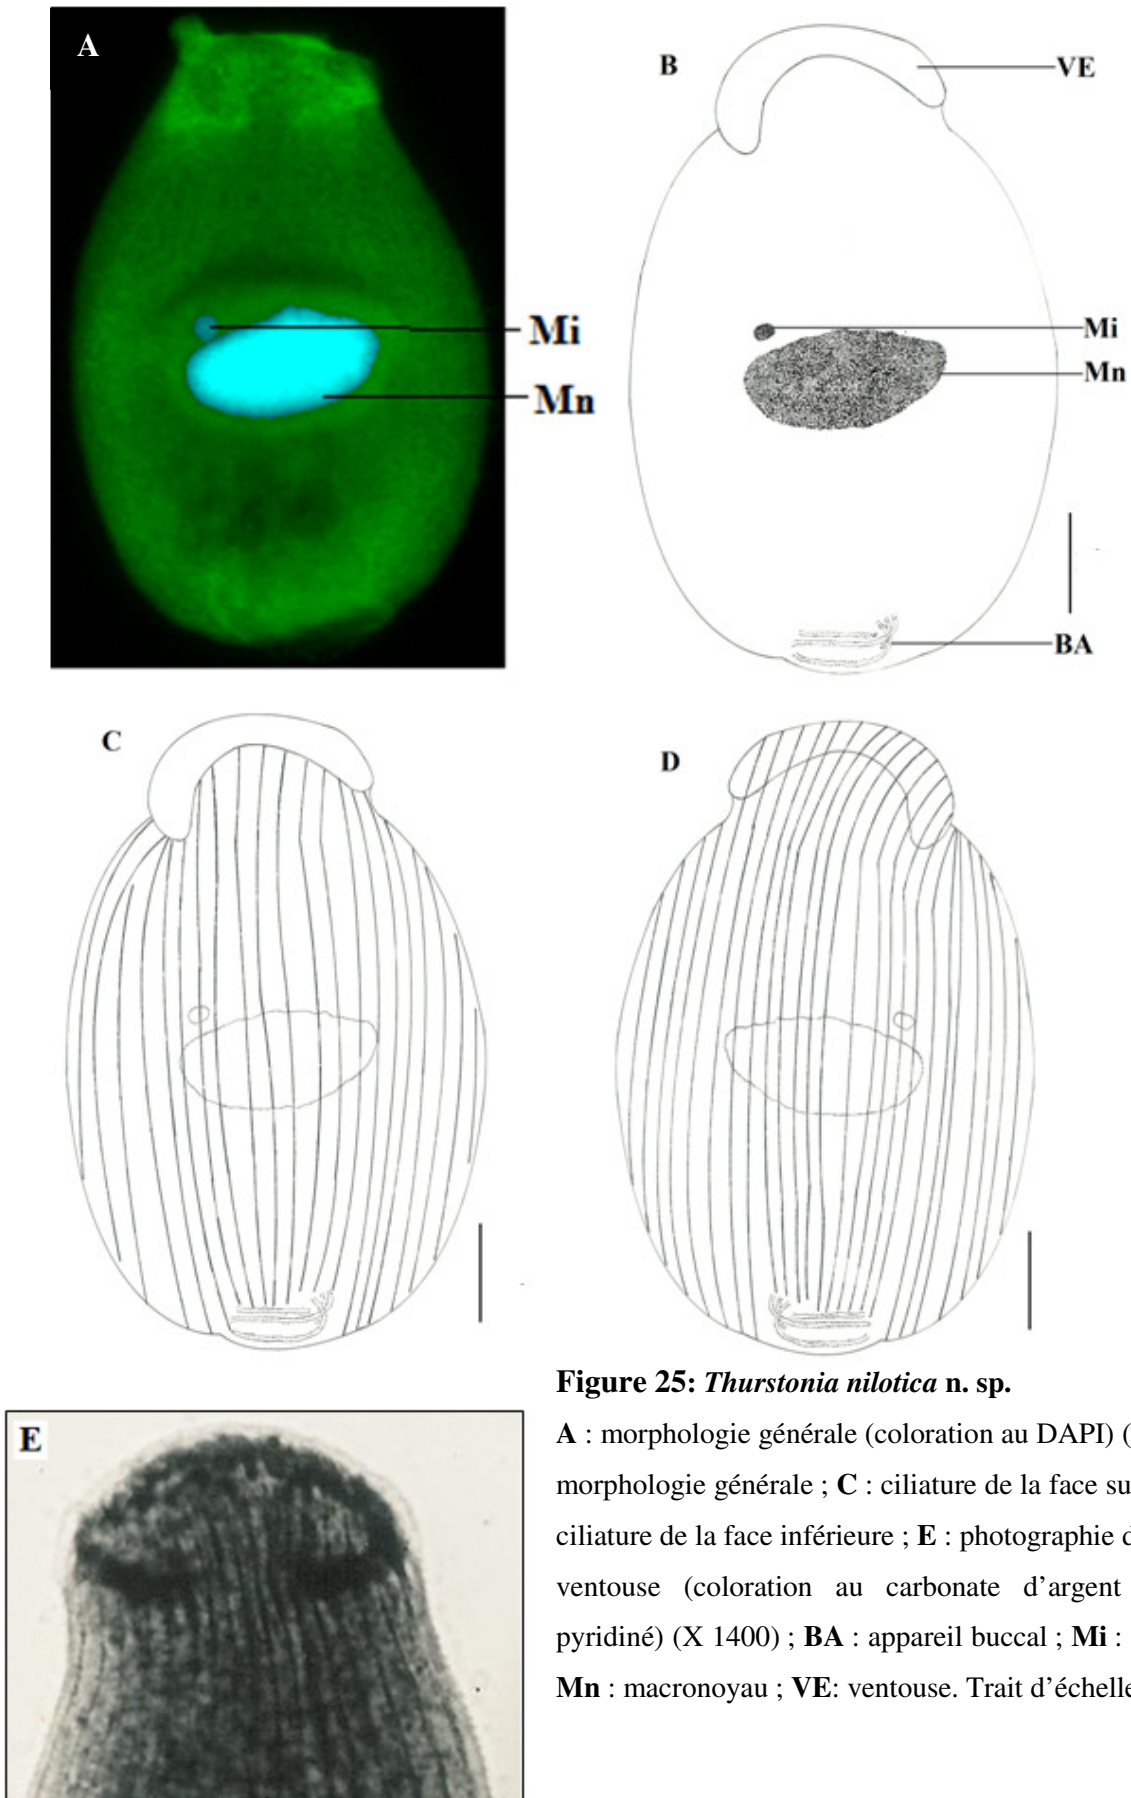 A
B
VE
Mi
Mn
Mi
Mn
BA
C
D
E
Figure 25: Thurstonia nilotica n. sp.
A : morphologie générale (coloration au DAPI) (
morphologie générale ; C : ciliature de la face su
ciliature de la face inférieure ; E : photographie d
ventouse (coloration au carbonate d’argent
pyridiné) (X 1400) ; BA : appareil buccal ; Mi :
Mn : macronoyau ; VE: ventouse. Trait d’échelle